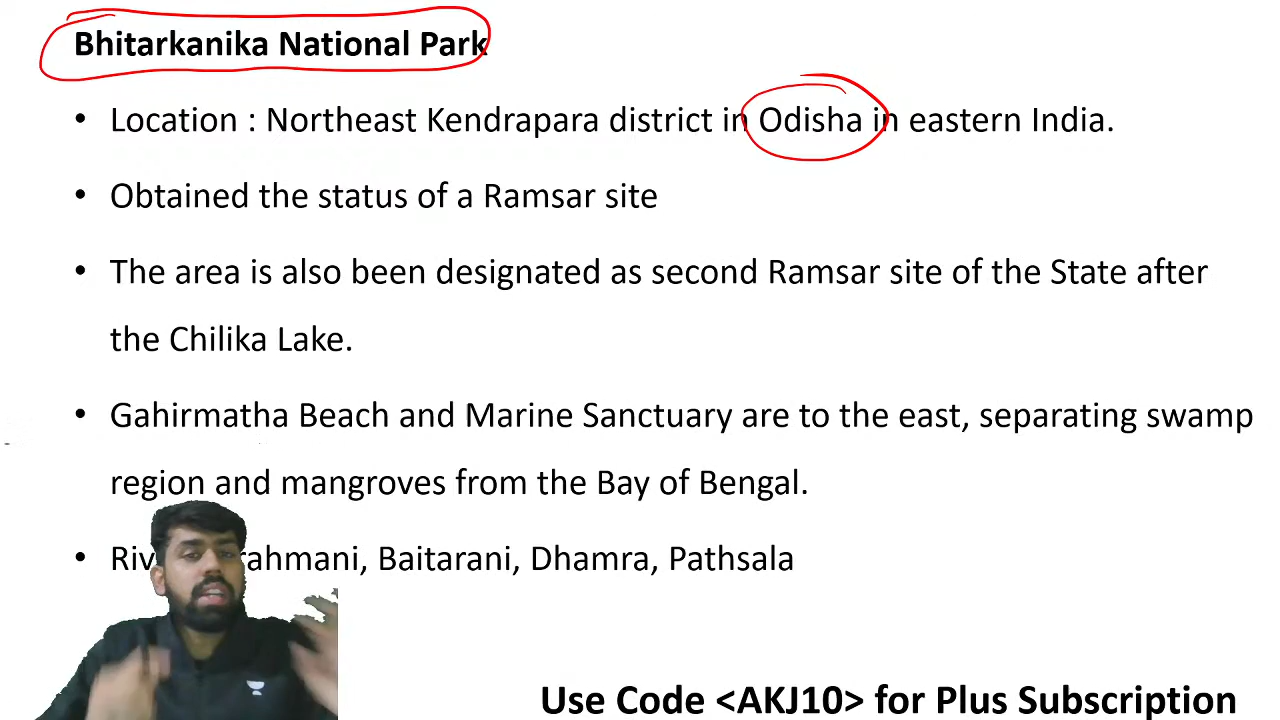 Bhitarkanika National Park
• Location : Northeast Kendrapara district in Odisha in eastern India.
• Obtained the status of a Ramsar site
• The area is also been designated as second Ramsar site of the State after
the Chilika Lake.
• Gahirmatha Beach and Marine Sanctuary are to the east, separating swamp
region and mangroves from the Bay of Bengal.
• Baitarani, Dhamra, Pathsala
Use Code <AKJ10> for Plus Subscription